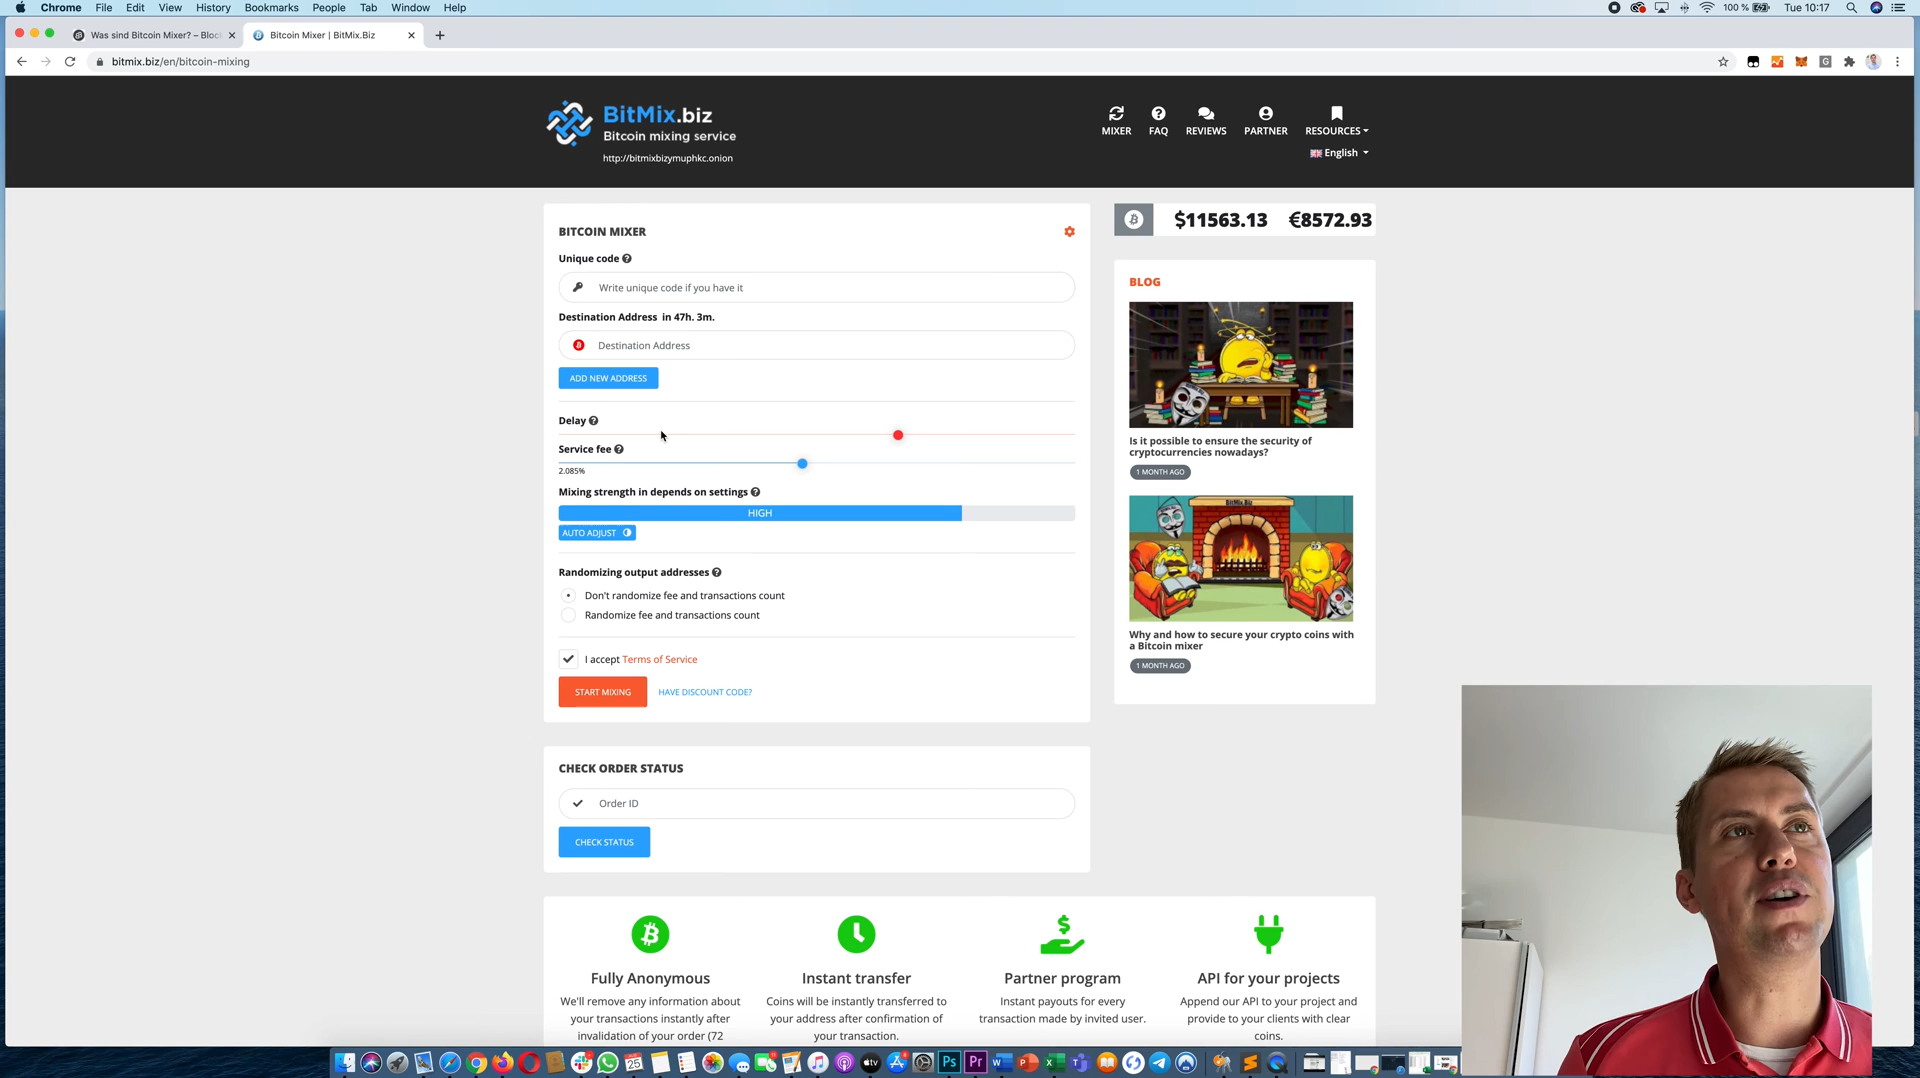 Chrome File Edit View History Bookmarks People Tab Window Help
100 % Tue 10:17
Was sind Bitcoin Mixer? – Bloc
Bitcoin Mixer | BitMix.Biz
bitmix.biz/en/bitcoin-mixing
BitMix.biz
Bitcoin mixing service
http://bitmixbizymuphkc.onion
MIXER FAQ REVIEWS PARTNER RESOURCES
English
BITCOIN MIXER
Unique code
Write unique code if you have it
Destination Address in 47h. 3m.
Destination Address
ADD NEW ADDRESS
Delay
Service fee
2.085%
Mixing strength in depends on settings
HIGH
AUTO ADJUST
Randomizing output addresses
Don't randomize fee and transactions count
Randomize fee and transactions count
I accept Terms of Service
START MIXING HAVE DISCOUNT CODE?
CHECK ORDER STATUS
Order ID
CHECK STATUS
$11563.13 €8572.93
BLOG
Is it possible to ensure the security of
cryptocurrencies nowadays?
1 MONTH AGO
BitMix.Biz
Why and how to secure your crypto coins with
a Bitcoin mixer
1 MONTH AGO
Fully Anonymous
We'll remove any information about
your transactions instantly after
invalidation of your order (72
Instant transfer
Coins will be instantly transferred to
your address after confirmation of
your transaction.
Partner program
Instant payouts for every
transaction made by invited user.
API for your projects
Append our API to your project and
provide to your clients with clear
coins.
25
tv
Ps
Pr